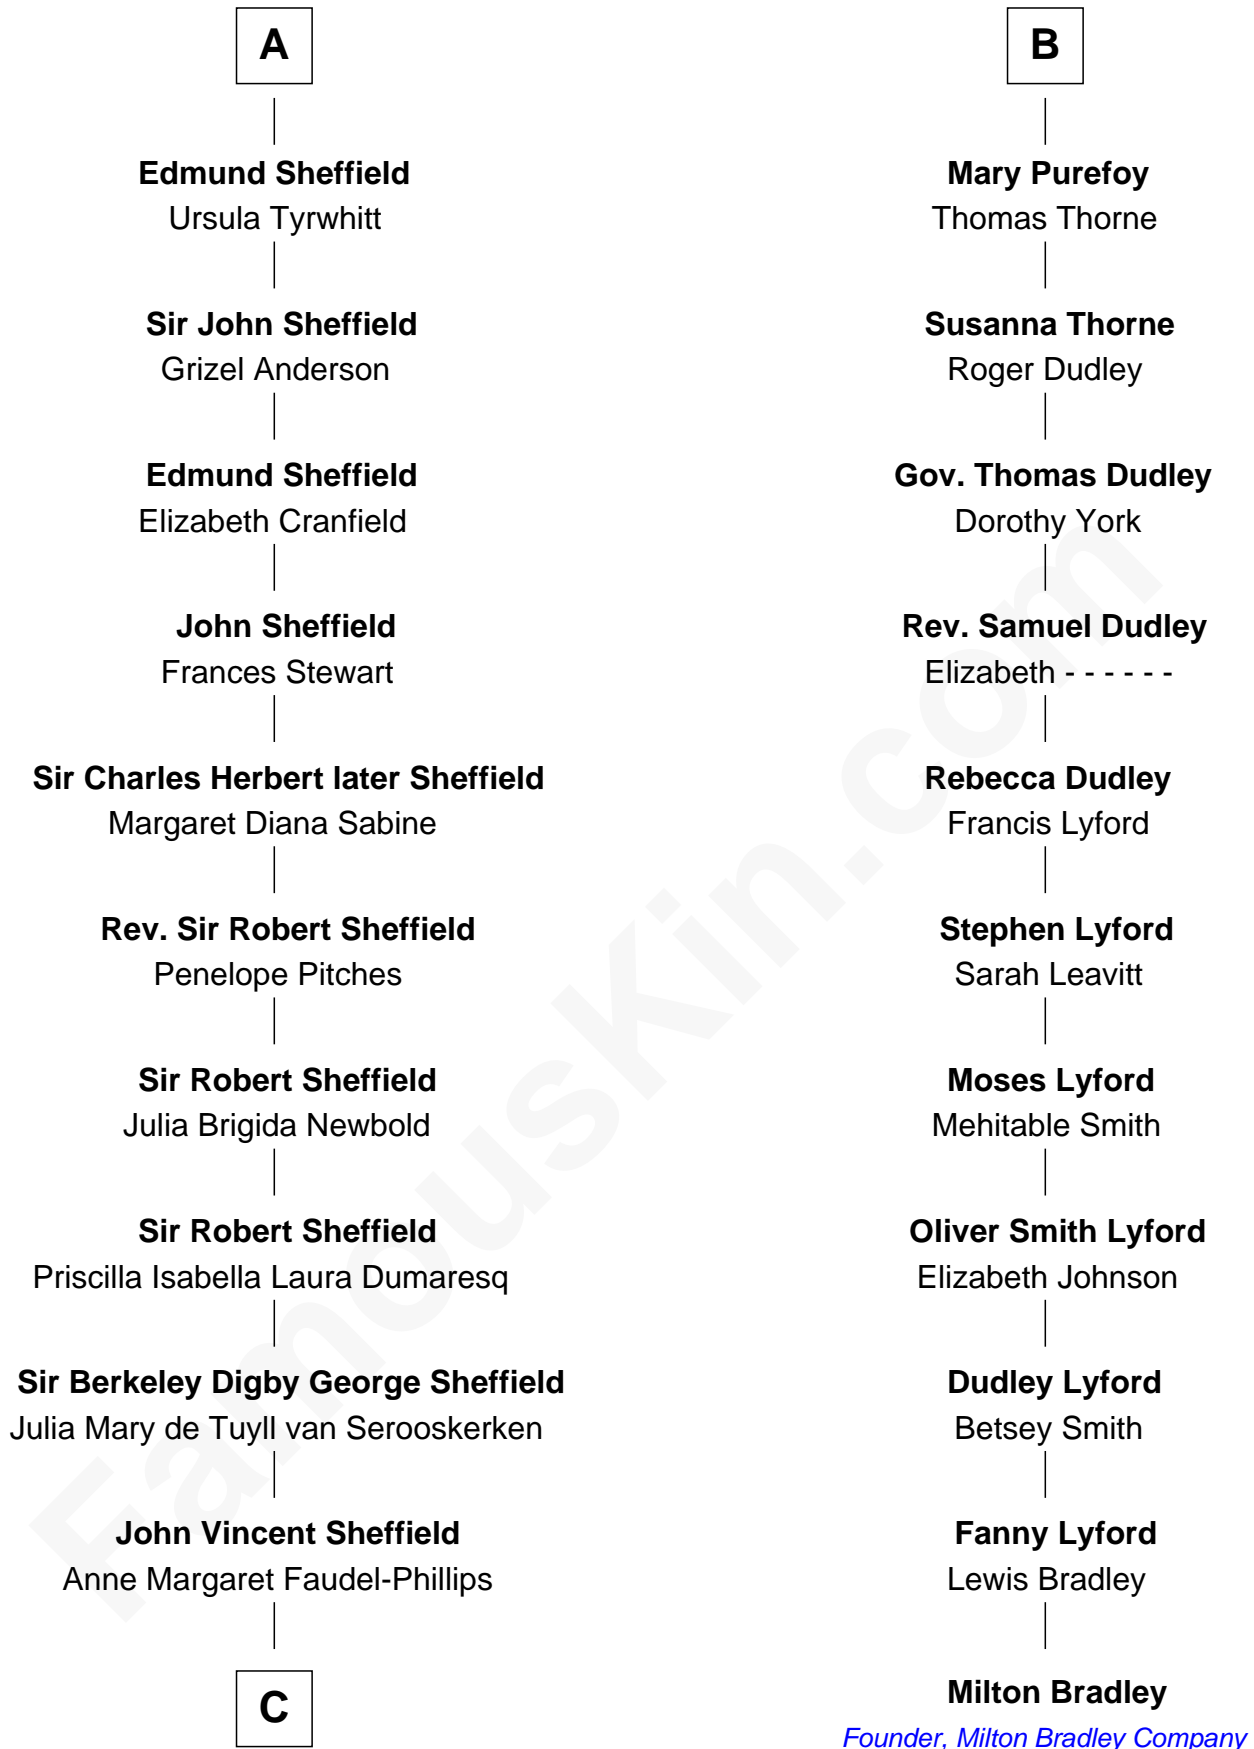 A
Edmund Sheffield
Ursula Tyrwhitt
Sir John Sheffield
Grizel Anderson
Edmund Sheffield
Elizabeth Cranfield
John Sheffield
Frances Stewart
Sir Charles Herbert later Sheffield
Margaret Diana Sabine
Rev. Sir Robert Sheffield
Penelope Pitches
Sir Robert Sheffield
Julia Brigida Newbold
Sir Robert Sheffield
Priscilla Isabella Laura Dumaresq
Sir Berkeley Digby George Sheffield
Julia Mary de Tuyll van Serooskerken
John Vincent Sheffield
Anne Margaret Faudel-Phillips
C
B
Mary Purefoy
Thomas Thorne
Susanna Thorne
Roger Dudley
Gov. Thomas Dudley
Dorothy York
Rev. Samuel Dudley
Elizabeth - - - - - -
Rebecca Dudley
Francis Lyford
Stephen Lyford
Sarah Leavitt
Moses Lyford
Mehitable Smith
Oliver Smith Lyford
Elizabeth Johnson
Dudley Lyford
Betsey Smith
Fanny Lyford
Lewis Bradley
Milton Bradley
Founder, Milton Bradley Company
FamousKin.com